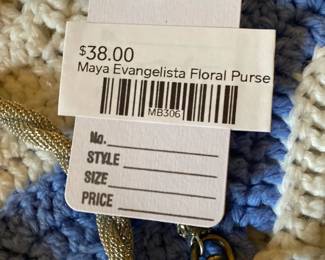 $38.00
Maya Evangelista Floral Purse
MB306
No.
STYLE
SIZE
PRICE